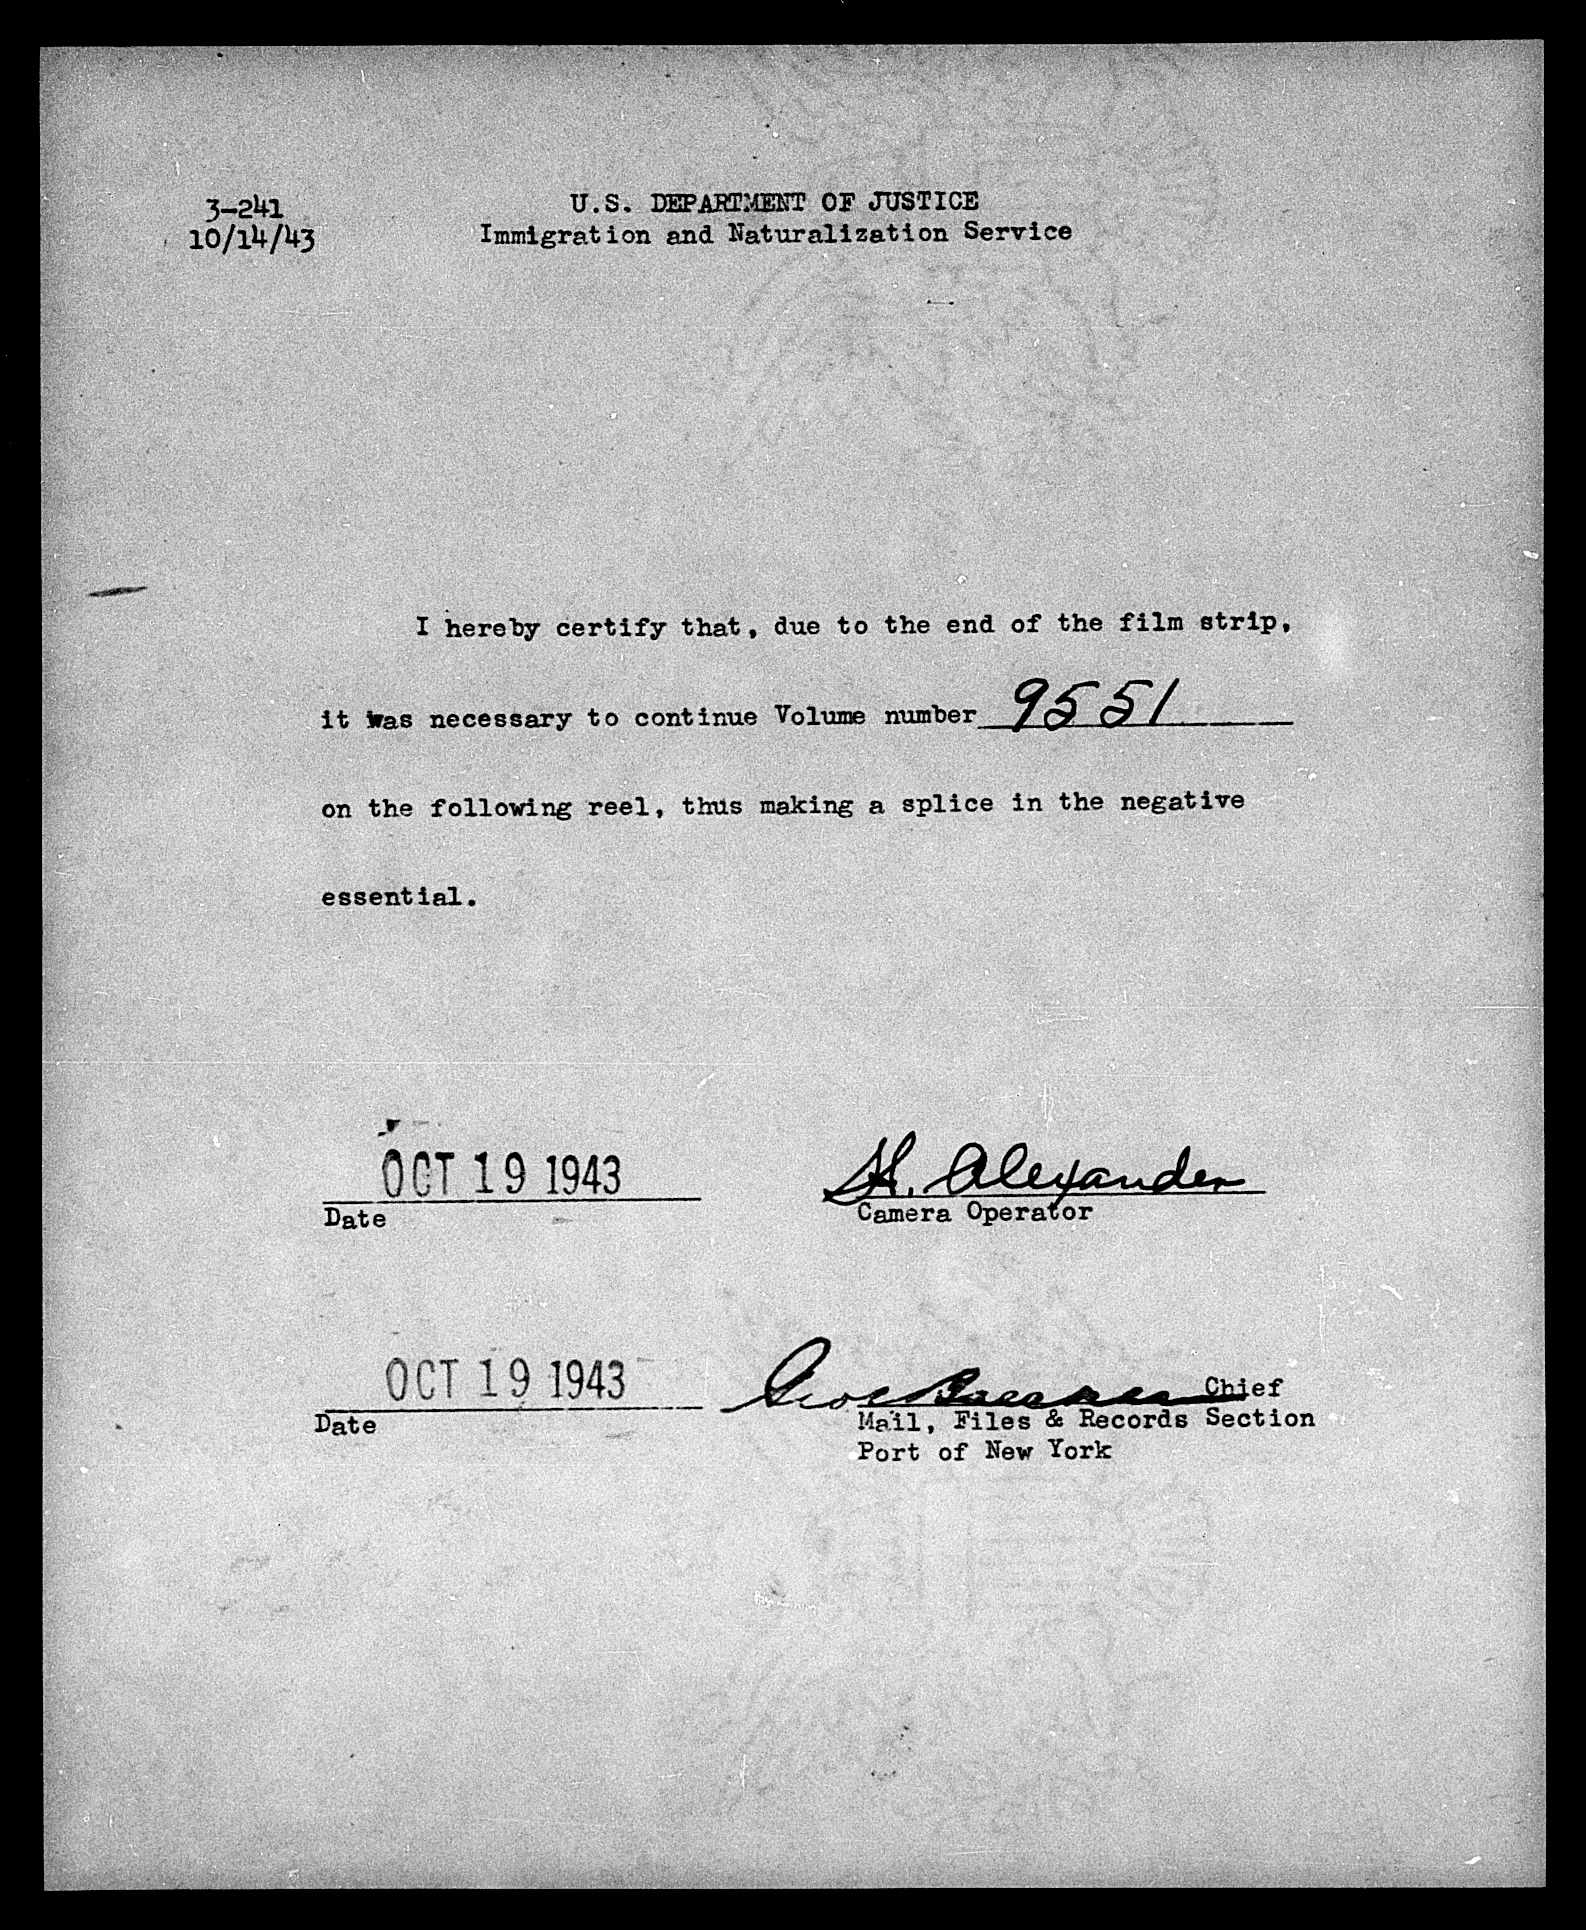 3-241
10/14/43
U.S. DEPARTMENT OF JUSTICE
Immigration and Naturalization Service
I hereby certify that, due to the end of the film strip,
it was necessary to continue Volume number 9551
on the following reel, thus making a splice in the negative
essential.
OCT 19 1943
Date
H. Alexander
Camera Operator
OCT 19 1943
Date
Chief
Mail, Files & Records Section
Port of New York